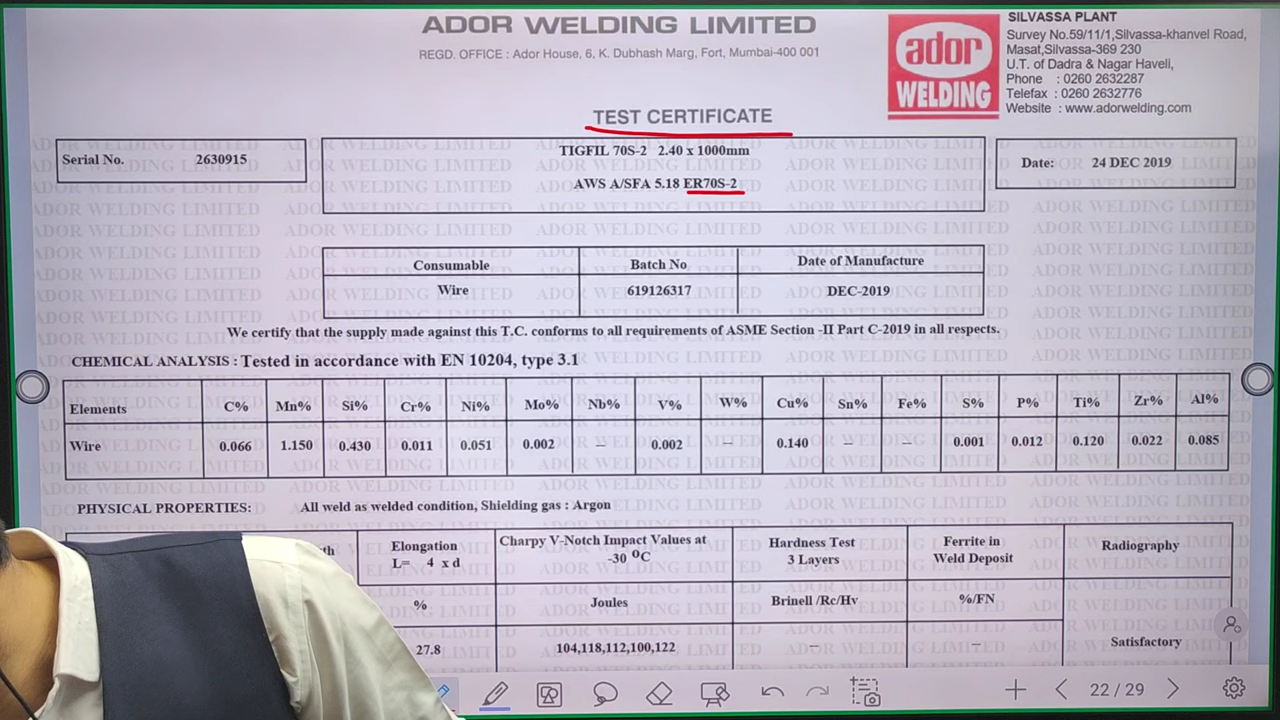 ADOR WELDING LIMITED
REGD. OFFICE : Ador House, 6, K. Dubhash Marg, Fort, Mumbai-400 001
ador
WELDING
SILVASSA PLANT
Survey No.59/11/1,Silvassa-khanvel Road,
Masat,Silvassa-369 230
U.T. of Dadra & Nagar Haveli,
Phone : 0260 2632287
Telefax : 0260 2632776
Website : www.adorwelding.com
TEST CERTIFICATE
Serial No. 2630915
TIGFIL 70S-2 2.40 x 1000mm
AWS A/SFA 5.18 ER70S-2
Date: 24 DEC 2019
Consumable Batch No Date of Manufacture
Wire 619126317 DEC-2019
We certify that the supply made against this T.C. conforms to all requirements of ASME Section -II Part C-2019 in all respects.
CHEMICAL ANALYSIS : Tested in accordance with EN 10204, type 3.1
Elements C% Mn% Si% Cr% Ni% Mo% Nb% V% W% Cu% Sn% Fe% S% P% Ti% Zr% Al%
Wire 0.066 1.150 0.430 0.011 0.051 0.002 – 0.002 – 0.140 – – 0.001 0.012 0.120 0.022 0.085
PHYSICAL PROPERTIES: All weld as welded condition, Shielding gas : Argon
Elongation Charpy V-Notch Impact Values at Hardness Test Ferrite in Radiography
L= 4 x d -30 ⁰C 3 Layers Weld Deposit
% Joules Brinell /Rc/Hv %/FN
27.8 104,118,112,100,122 – – Satisfactory
22 / 29